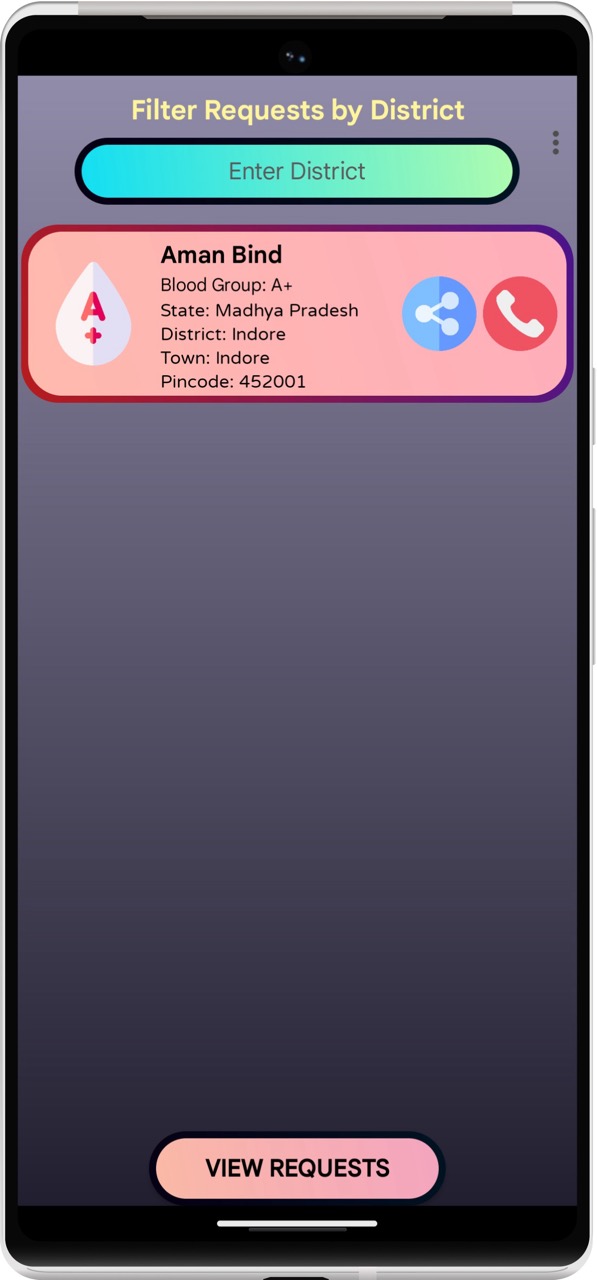 Filter Requests by District
Enter District
Aman Bind
Blood Group: A+
State: Madhya Pradesh
District: Indore
Town: Indore
Pincode: 452001
A
+
VIEW REQUESTS